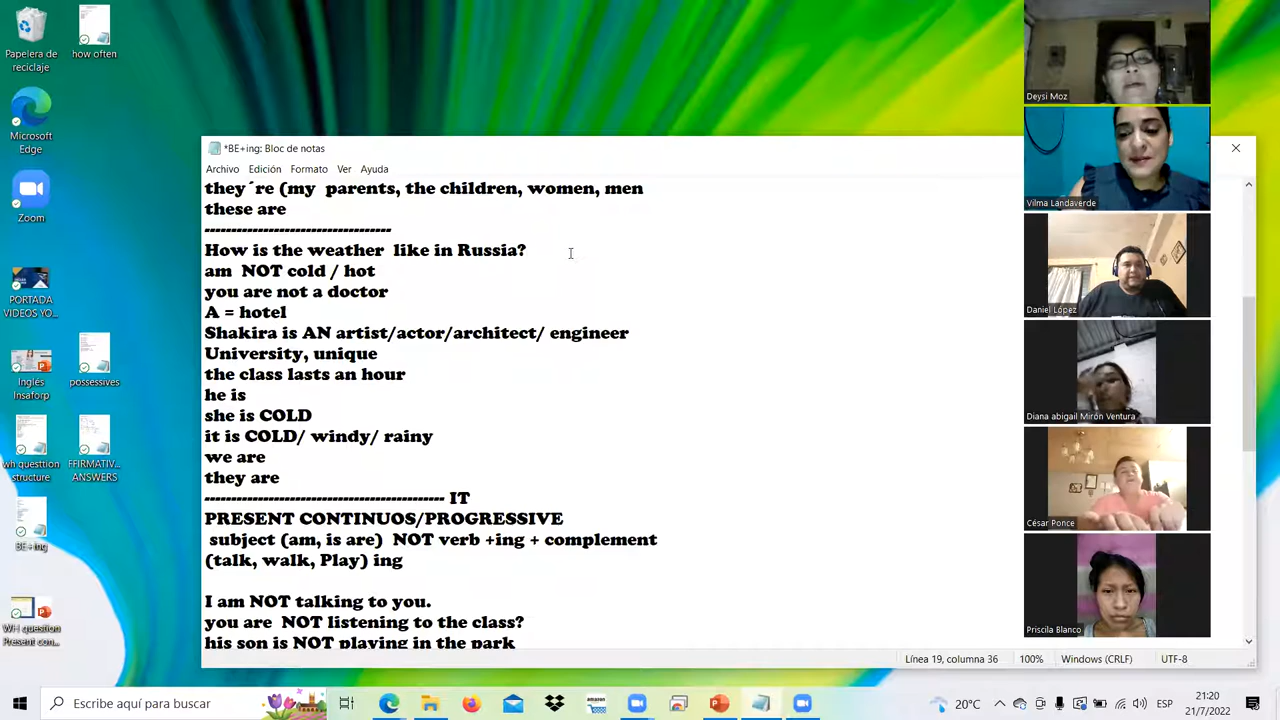 Papelera de
reciclaje
how often
Microsoft
Edge
Zoom
PORTADA
VIDEOS YO...
Inglés
Insaforp
possessives
wh questtion
structure
FFIRMATIV...
ANSWERS
BE+ing
WH question
Present con...
*BE+ing: Bloc de notas
Archivo Edición Formato Ver Ayuda
they´re (my parents, the children, women, men
these are
-----------------------------------
How is the weather like in Russia?
am NOT cold / hot
you are not a doctor
A = hotel
Shakira is AN artist/actor/architect/ engineer
University, unique
the class lasts an hour
he is
she is COLD
it is COLD/ windy/ rainy
we are
they are
--------------------------------------------- IT
PRESENT CONTINUOS/PROGRESSIVE
subject (am, is are) NOT verb +ing + complement
(talk, walk, Play) ing
I am NOT talking to you.
you are NOT listening to the class?
his son is NOT playing in the park
Línea 19, columna 36 100% Windows (CRLF) UTF-8
Deysi Moz
Vilma Landaverde
Daniel López
Diana abigail Mirón Ventura
César Ponce
Priscila Blanco
Escribe aquí para buscar
amazon
20°C
ESP
21:20
21/7/2022